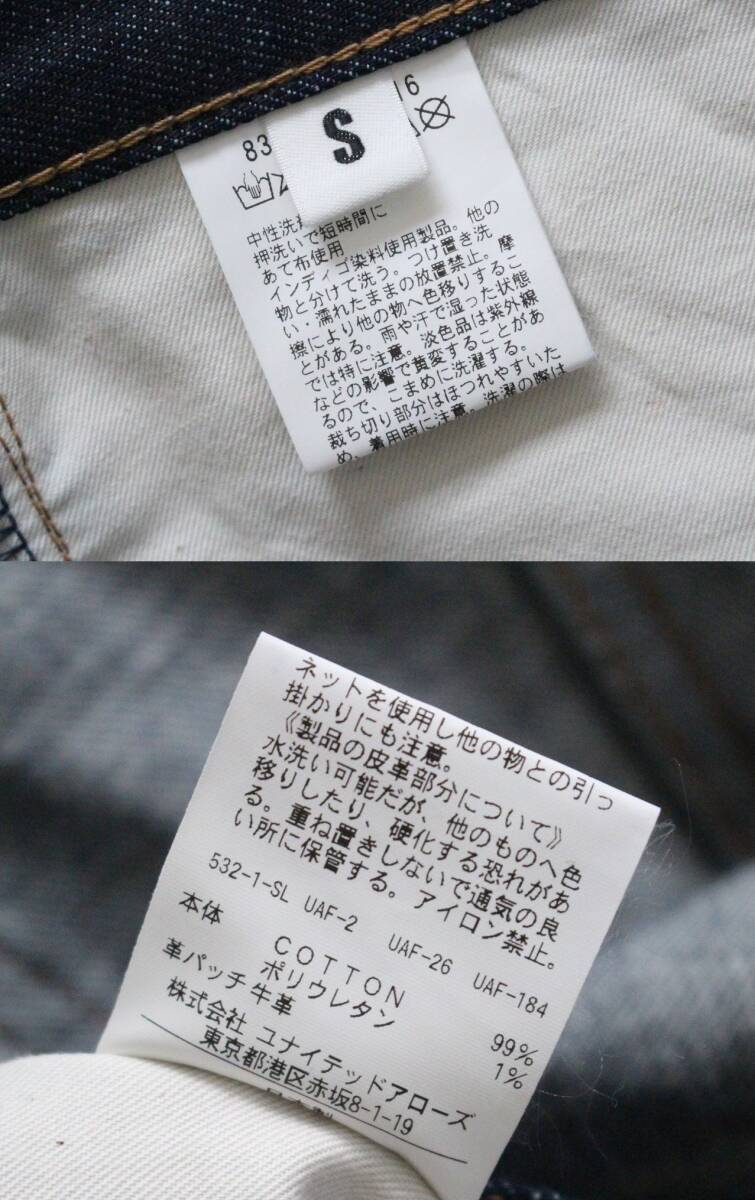 S
83
16
中性洗
押洗いで短時間に
あて布使用
インディゴ染料使用製品。他の
物と分けて洗う。つけ置き洗
い・濡れたままの放置禁止。摩
擦により他の物へ色移りするこ
とがある。雨や汗で湿った状態
では特に注意。淡色品は紫外線
などの影響で黄変することがあ
るので、こまめに洗濯する。
裁ち切り部分はほつれやすいた
め、着用時に注意。洗濯の際は
ネットを使用し他の物との引っ
掛かりにも注意。
《製品の皮革部分について》
水洗い可能だが、他のものへ色
移りしたり、硬化する恐れがあ
る。重ね置きしないで通気の良
い所に保管する。アイロン禁止。
532-1-SL UAF-2 UAF-26 UAF-184
本体
COTTON 99%
ポリウレタン 1%
革パッチ牛革
株式会社 ユナイテッドアローズ
東京都港区赤坂8-1-19